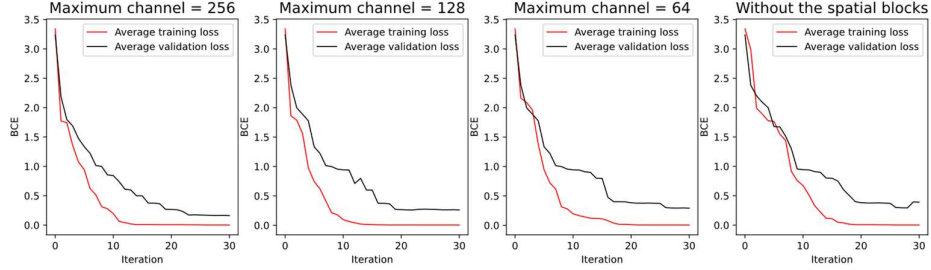 Maximum channel = 256
Maximum channel = 128
Maximum channel = 64
Without the spatial blocks
3.5
3.0
2.5
2.0
1.5
1.0
0.5
0.0
BCE
Average training loss
Average validation loss
0
10
20
30
Iteration
3.5
3.0
2.5
2.0
1.5
1.0
0.5
0.0
BCE
Average training loss
Average validation loss
0
10
20
30
Iteration
3.5
3.0
2.5
2.0
1.5
1.0
0.5
0.0
BCE
Average training loss
Average validation loss
0
10
20
30
Iteration
3.5
3.0
2.5
2.0
1.5
1.0
0.5
0.0
BCE
Average training loss
Average validation loss
0
10
20
30
Iteration